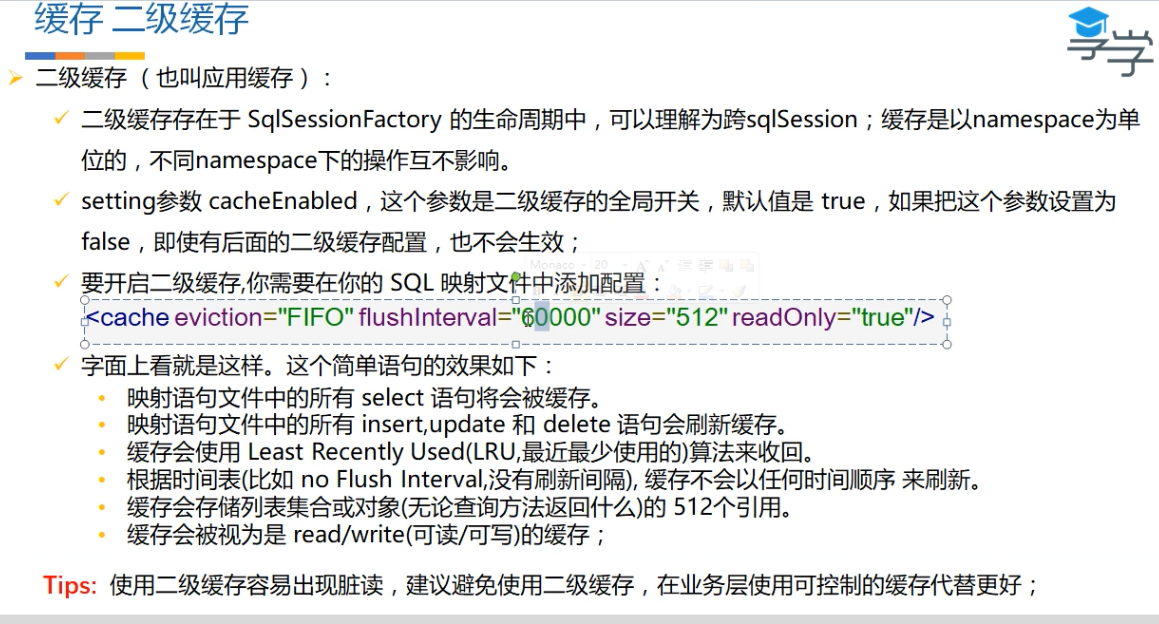 缓存 二级缓存
学学
二级缓存（也叫应用缓存）：
二级缓存存在于 SqlSessionFactory 的生命周期中，可以理解为跨sqlSession；缓存是以namespace为单
位的，不同namespace下的操作互不影响。
setting参数 cacheEnabled，这个参数是二级缓存的全局开关，默认值是 true，如果把这个参数设置为
false，即使有后面的二级缓存配置，也不会生效；
Monaco 20
要开启二级缓存,你需要在你的 SQL 映射文件中添加配置：
<cache eviction="FIFO" flushInterval="60000" size="512" readOnly="true"/>
字面上看就是这样。这个简单语句的效果如下：
映射语句文件中的所有 select 语句将会被缓存。
映射语句文件中的所有 insert,update 和 delete 语句会刷新缓存。
缓存会使用 Least Recently Used(LRU,最近最少使用的)算法来收回。
根据时间表(比如 no Flush Interval,没有刷新间隔), 缓存不会以任何时间顺序 来刷新。
缓存会存储列表集合或对象(无论查询方法返回什么)的 512个引用。
缓存会被视为是 read/write(可读/可写)的缓存；
Tips: 使用二级缓存容易出现脏读，建议避免使用二级缓存，在业务层使用可控制的缓存代替更好；